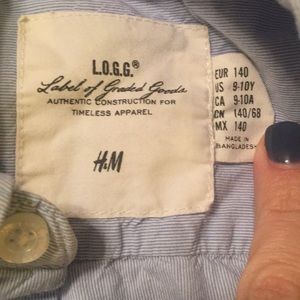 L.O.G.G.®
Label of Graded Goods
AUTHENTIC CONSTRUCTION FOR
TIMELESS APPAREL
H&M
EUR 140
US 9-10Y
CA 9-10A
CN 140/68
MX 140
MADE IN
BANGLADESH